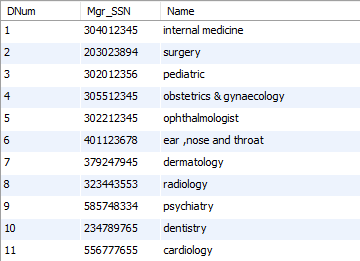 DNum Mgr_SSN Name
1 304012345 internal medicine
2 203023894 surgery
3 302012356 pediatric
4 305512345 obstetrics & gynaecology
5 302212345 ophthalmologist
6 401123678 ear ,nose and throat
7 379247945 dermatology
8 323443553 radiology
9 585748334 psychiatry
10 234789765 dentistry
11 556777655 cardiology